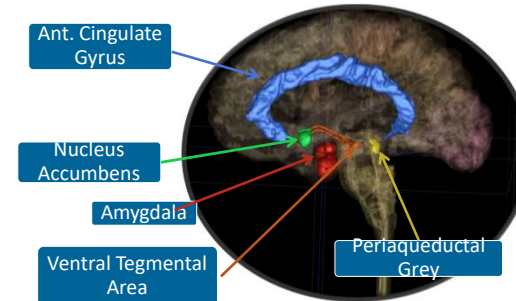 Ant. Cingulate
Gyrus
Nucleus
Accumbens
Amygdala
Ventral Tegmental
Area
Periaqueductal
Grey